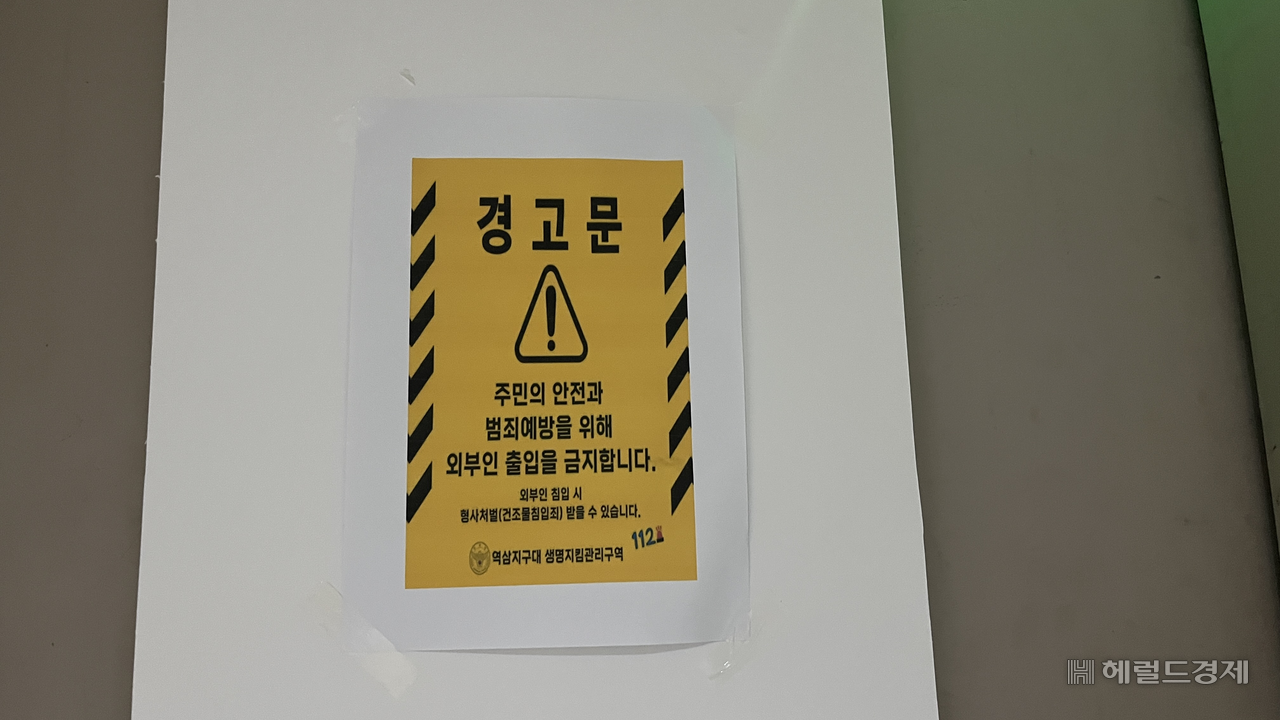 경고문
주민의 안전과
범죄예방을 위해
외부인 출입을 금지합니다.
외부인 침입 시
형사처벌(건조물침입죄) 받을 수 있습니다.
112
역삼지구대 생명지킴관리구역
헤럴드경제